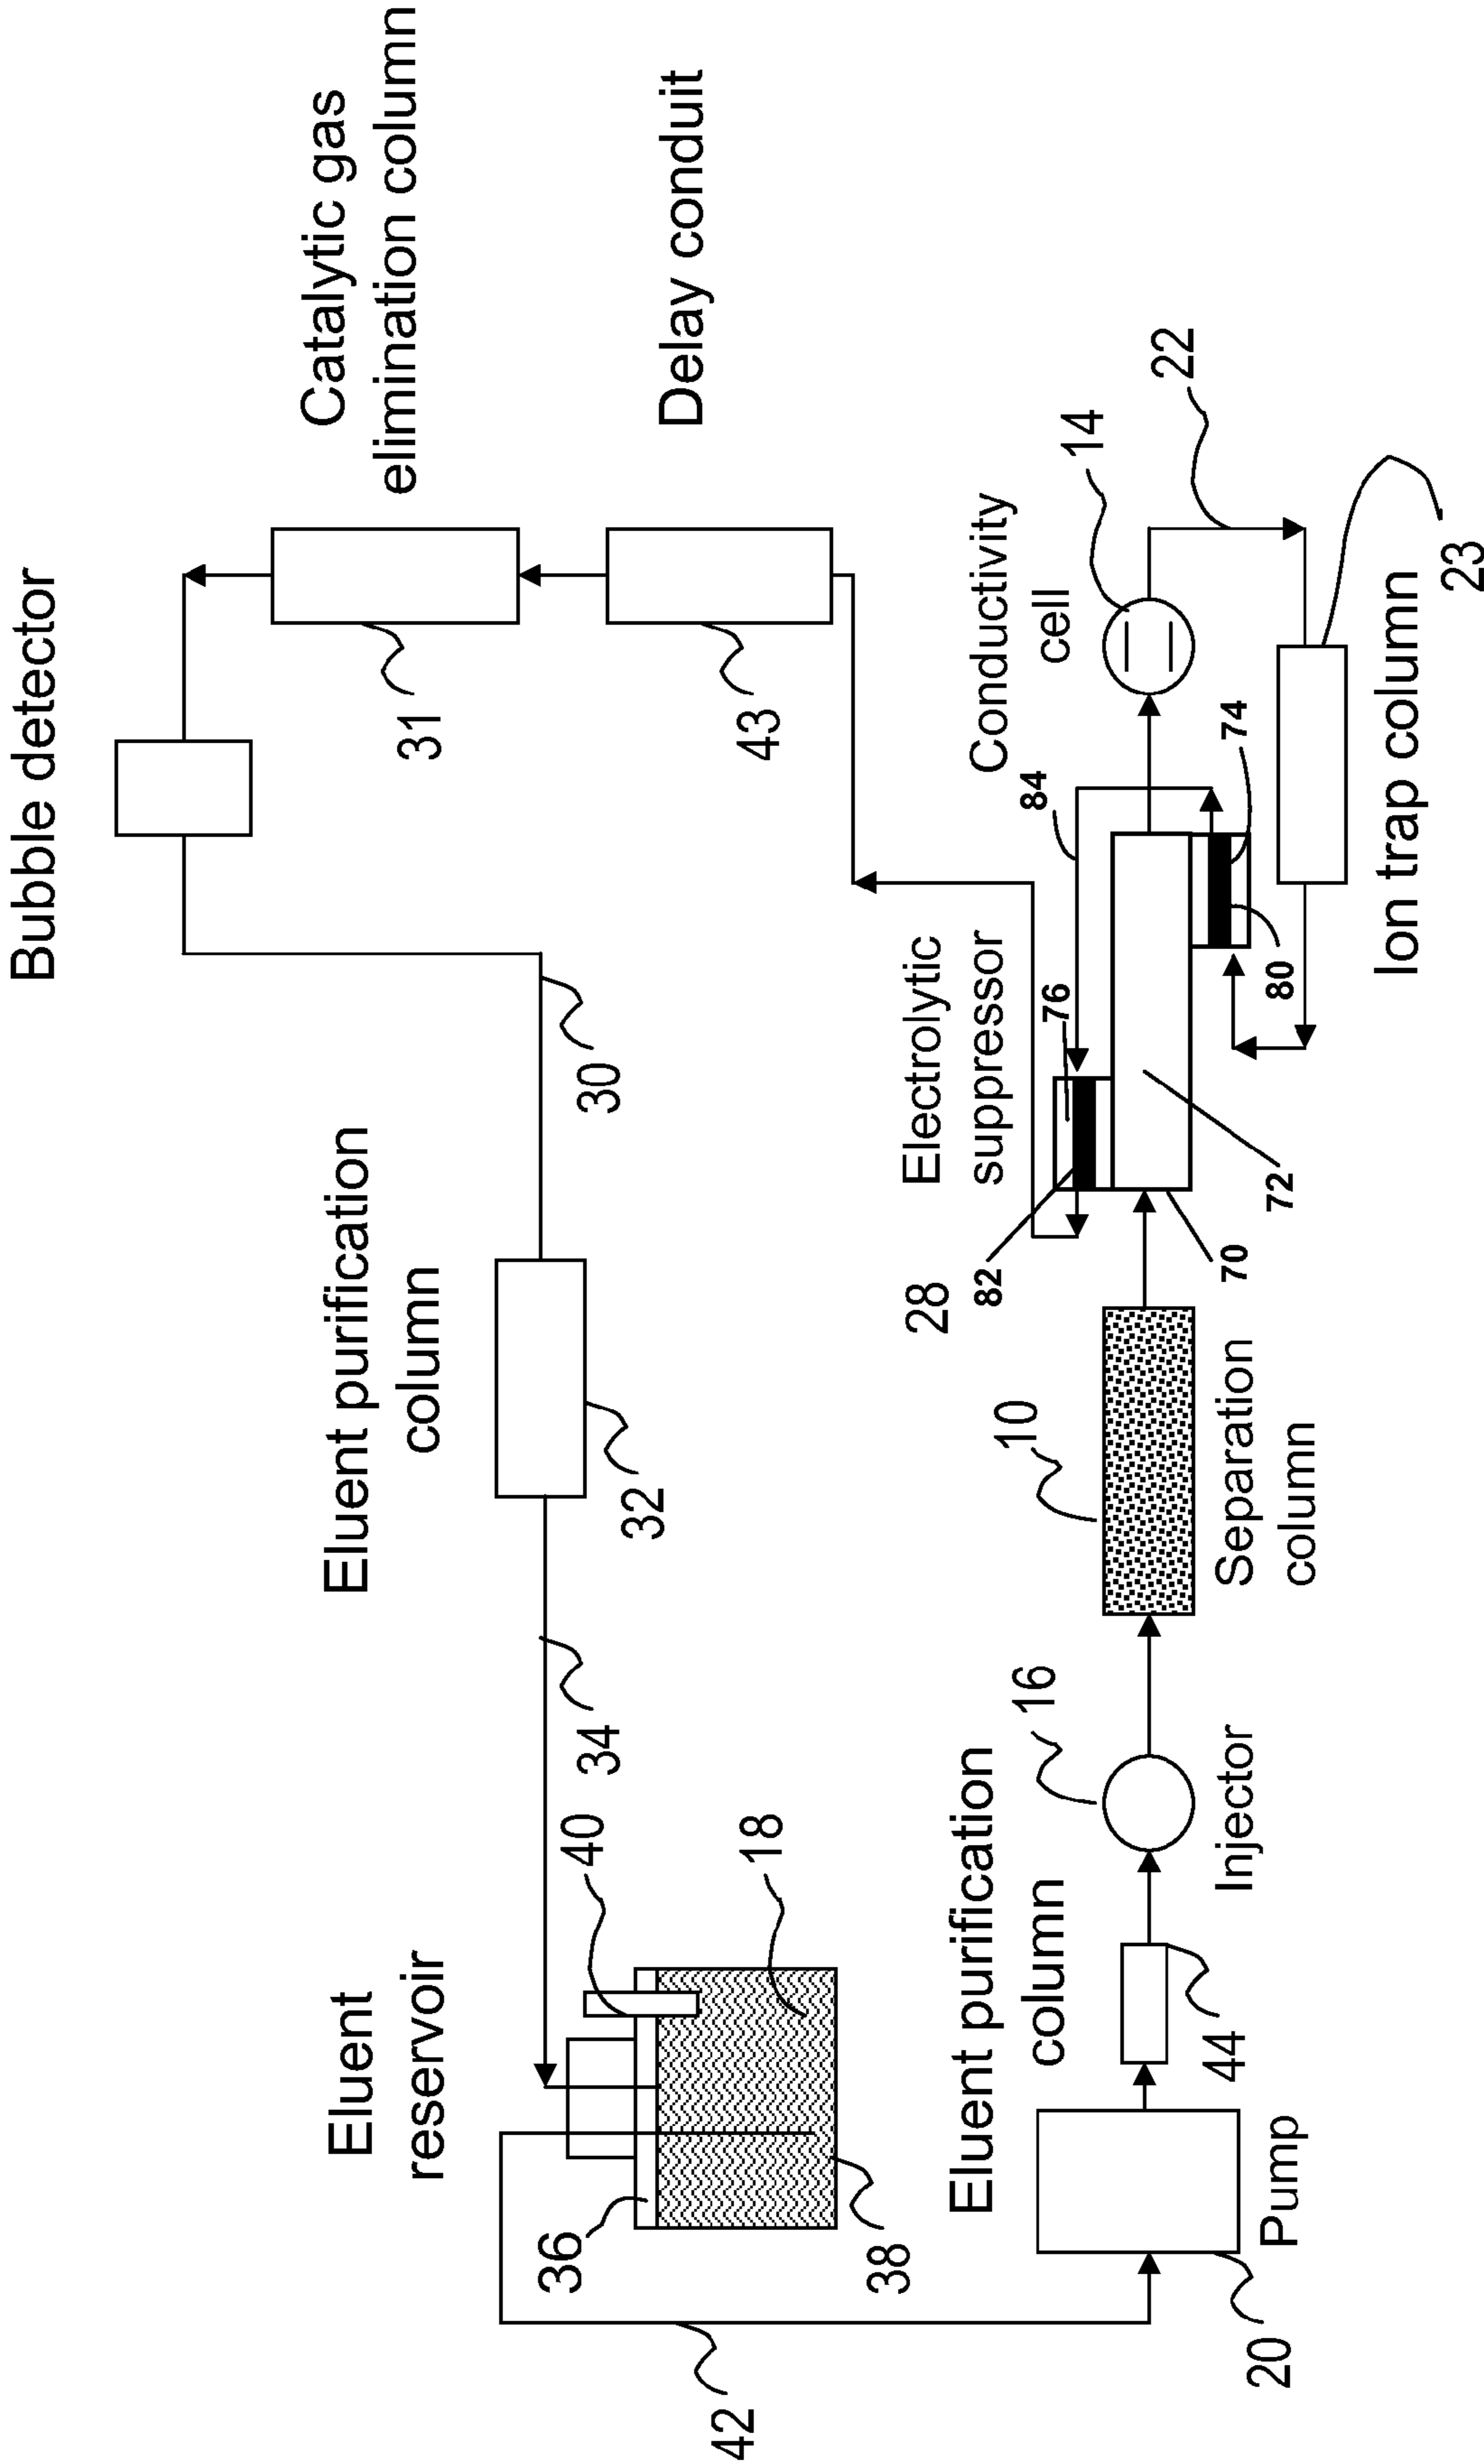 Bubble detector
Catalytic gas
elimination column
31
Delay conduit
43
30
Eluent purification
column
32
34
Eluent
reservoir
36
40
18
38
42
Electrolytic
suppressor
28
76
82
84
72
70
74
80
Conductivity
cell
14
22
Ion trap column
23
10
Separation
column
16
Injector
Eluent purification
column
44
Pump
20